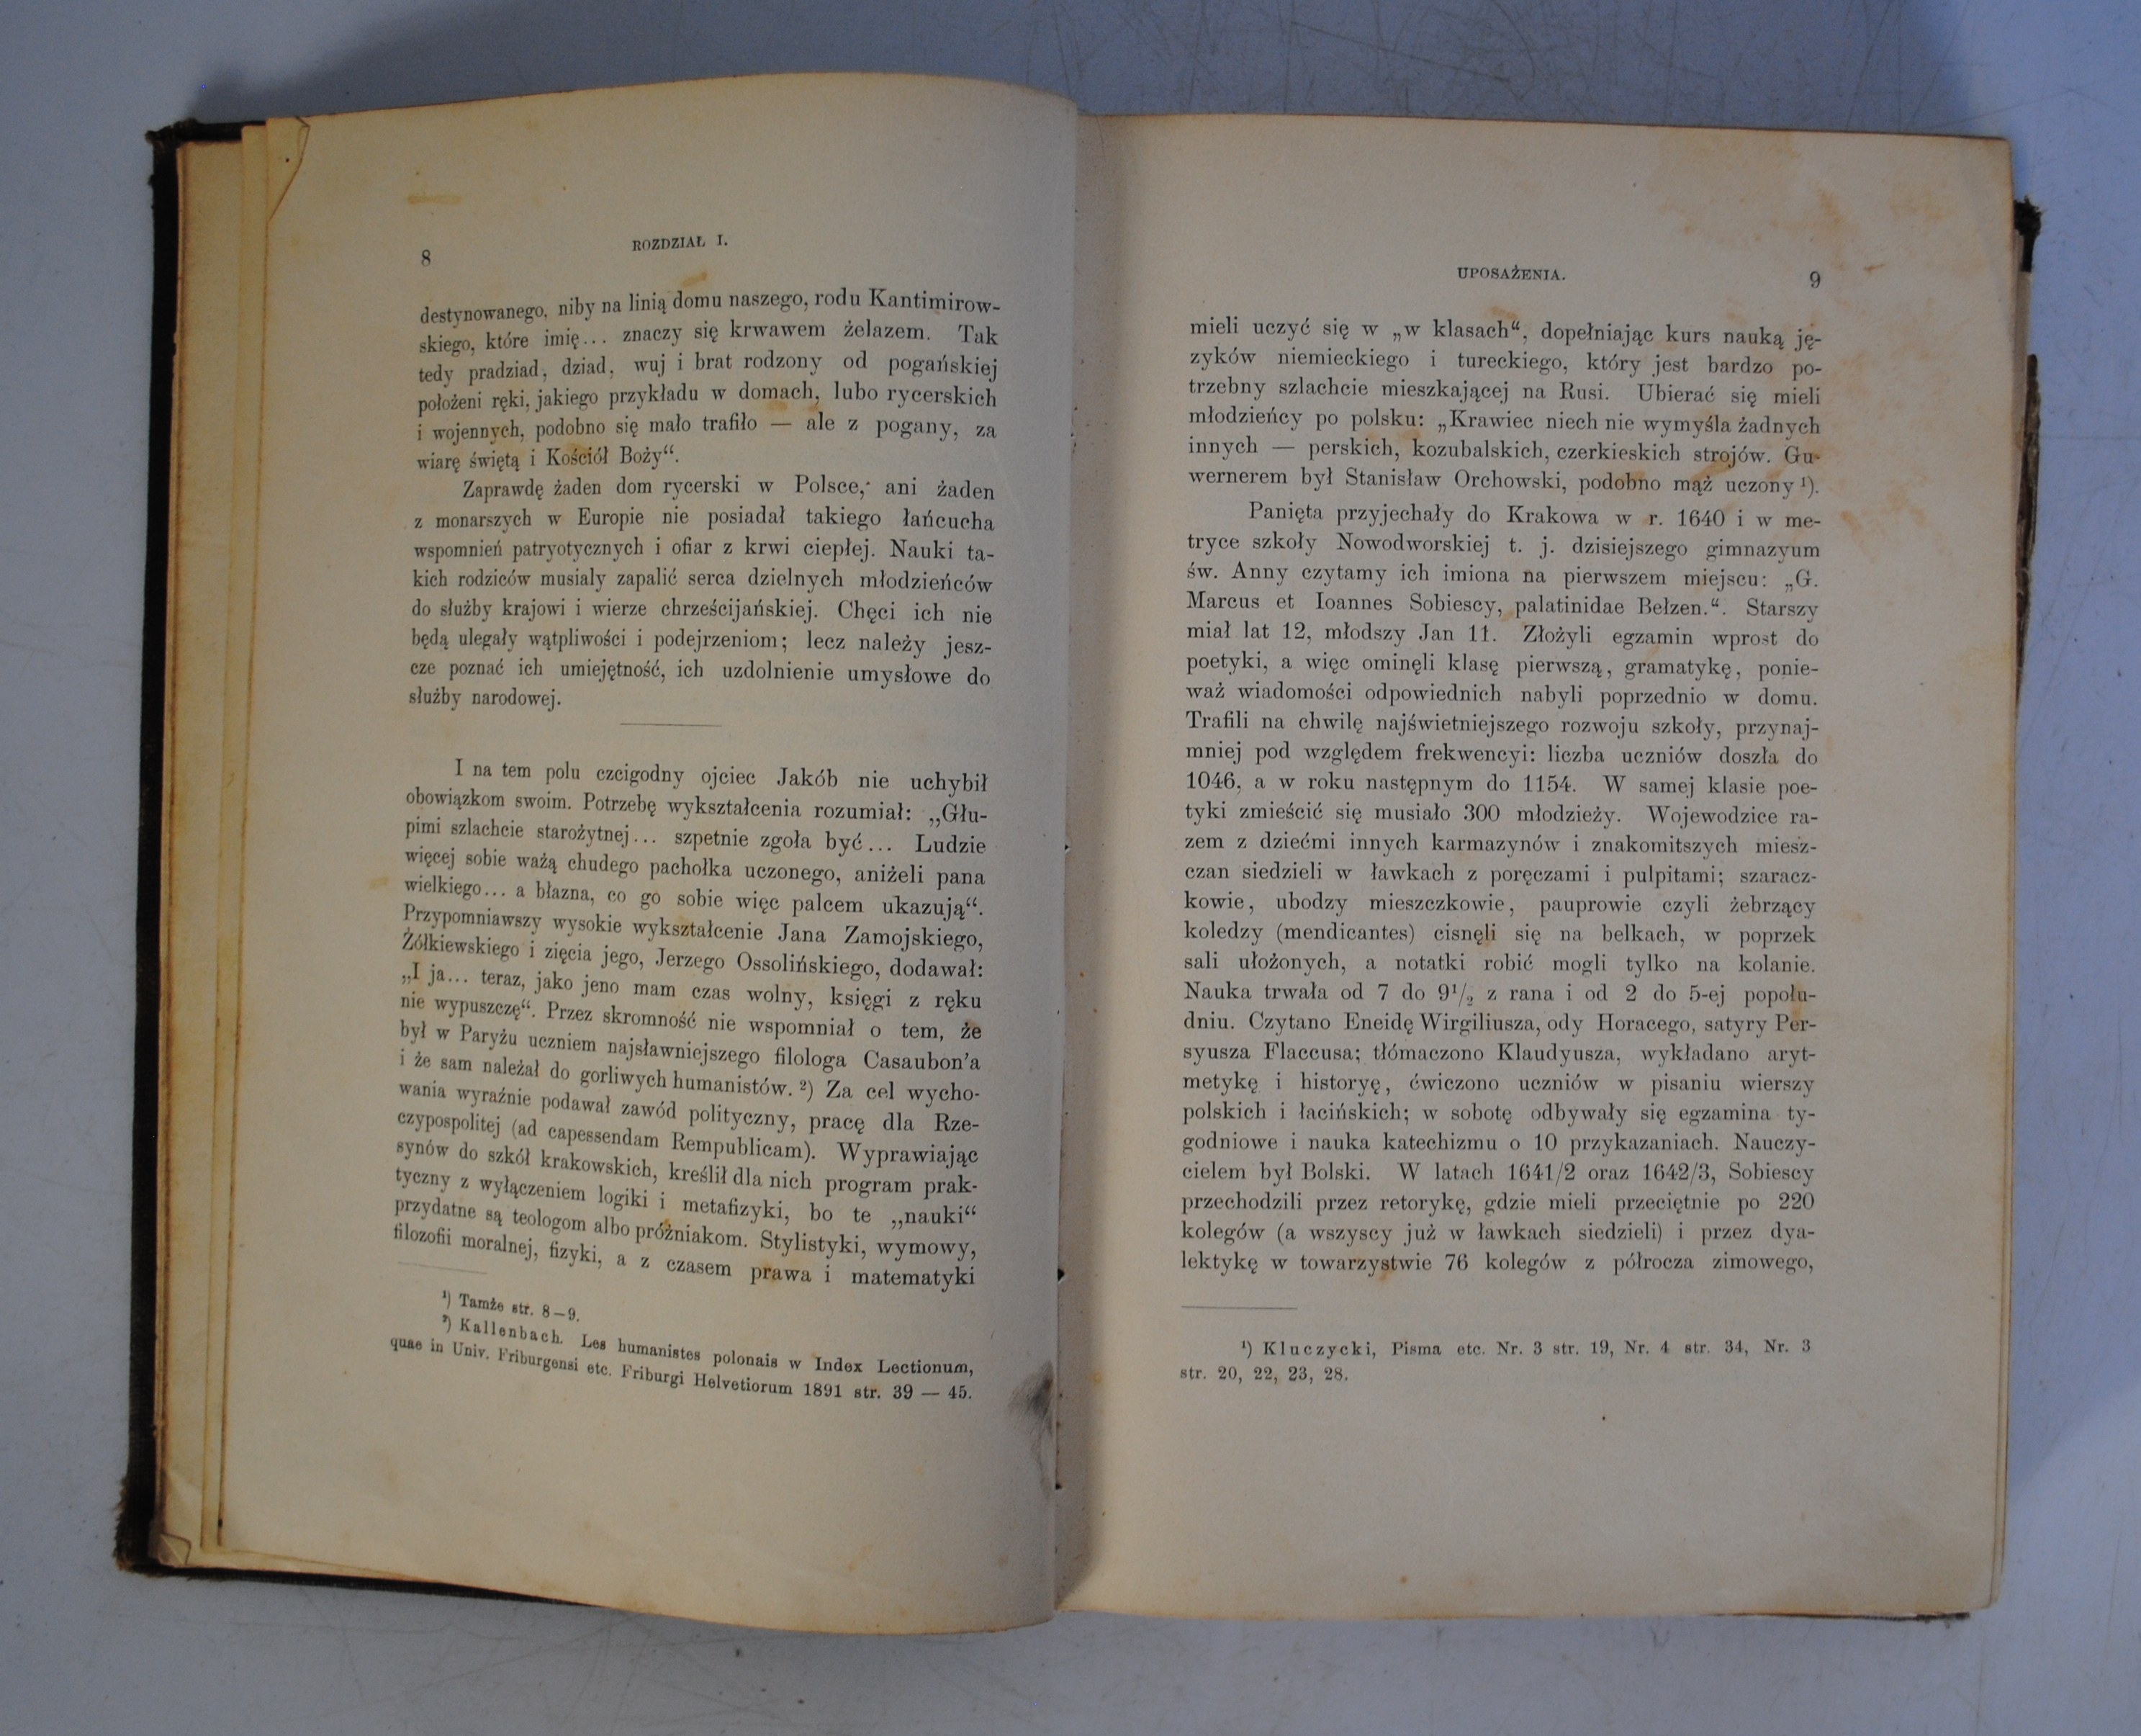 8
ROZDZIAŁ I.
destynowanego, niby na linią domu naszego, rodu Kantimirow-
skiego, które imię... znaczy się krwawem żelazem. Tak
tedy pradziad, dziad, wuj i brat rodzony od pogańskiej
położeni ręki, jakiego przykładu w domach, lubo rycerskich
i wojennych, podobno się mało trafiło — ale z pogany, za
wiarę świętą i Kościół Boży“.
Zaprawdę żaden dom rycerski w Polsce, ani żaden
z monarszych w Europie nie posiadał takiego łańcucha
wspomnień patryotycznych i ofiar z krwi ciepłej. Nauki ta-
kich rodziców musialy zapalić serca dzielnych młodzieńców
do służby krajowi i wierze chrześcijańskiej. Chęci ich nie
będą ulegały wątpliwości i podejrzeniom; lecz należy jesz-
cze poznać ich umiejętność, ich uzdolnienie umysłowe do
służby narodowej.
I na tem polu czcigodny ojciec Jakób nie uchybił
obowiązkom swoim. Potrzebę wykształcenia rozumiał: „Głu-
pimi szlachcie starożytnej... szpetnie zgoła być... Ludzie
więcej sobie ważą chudego pachołka uczonego, aniżeli pana
wielkiego... a błazna, co go sobie więc palcem ukazują“.
Przypomniawszy wysokie wykształcenie Jana Zamojskiego,
Żółkiewskiego i zięcia jego, Jerzego Ossolińskiego, dodawał:
„I ja... teraz, jako jeno mam czas wolny, księgi z ręku
nie wypuszczę“. Przez skromność nie wspomniał o tem, że
był w Paryżu uczniem najsławniejszego filologa Casaubon'a
i że sam należał do gorliwych humanistów. ²) Za cel wycho-
wania wyraźnie podawał zawód polityczny, pracę dla Rze-
czypospolitej (ad capessendam Rempublicam). Wyprawiając
synów do szkół krakowskich, kreślił dla nich program prak-
tyczny z wyłączeniem logiki i metafizyki, bo te „nauki“
przydatne są teologom albo próżniakom. Stylistyki, wymowy,
filozofii moralnej, fizyki, a z czasem prawa i matematyki
¹) Tamże str. 8—9.
²) Kallenbach. Les humanistes polonais w Index Lectionum,
quae in Univ. Friburgensi etc. Friburgi Helvetiorum 1891 str. 39 — 45.
UPOSAŻENIA.
9
mieli uczyć się w „w klasach“, dopełniając kurs nauką ję-
zyków niemieckiego i tureckiego, który jest bardzo po-
trzebny szlachcie mieszkającej na Rusi. Ubierać się mieli
młodzieńcy po polsku: „Krawiec niech nie wymyśla żadnych
innych — perskich, kozubalskich, czerkieskich strojów. Gu-
wernerem był Stanisław Orchowski, podobno mąż uczony ¹).
Panięta przyjechały do Krakowa w r. 1640 i w me-
tryce szkoły Nowodworskiej t. j. dzisiejszego gimnazyum
św. Anny czytamy ich imiona na pierwszem miejscu: „G.
Marcus et Ioannes Sobiescy, palatinidae Bełzen.“. Starszy
miał lat 12, młodszy Jan 11. Złożyli egzamin wprost do
poetyki, a więc ominęli klasę pierwszą, gramatykę, ponie-
waż wiadomości odpowiednich nabyli poprzednio w domu.
Trafili na chwilę najświetniejszego rozwoju szkoły, przynaj-
mniej pod względem frekwencyi: liczba uczniów doszła do
1046, a w roku następnym do 1154. W samej klasie poe-
tyki zmieścić się musiało 300 młodzieży. Wojewodzice ra-
zem z dziećmi innych karmazynów i znakomitszych miesz-
czan siedzieli w ławkach z poręczami i pulpitami; szaracz-
kowie, ubodzy mieszczkowie, pauprowie czyli żebrzący
koledzy (mendicantes) cisnęli się na belkach, w poprzek
sali ułożonych, a notatki robić mogli tylko na kolanie.
Nauka trwała od 7 do 9¹/₂ z rana i od 2 do 5-ej popołu-
dniu. Czytano Eneidę Wirgiliusza, ody Horacego, satyry Per-
syusza Flaccusa; tłómaczono Klaudyusza, wykładano aryt-
metykę i historyę, ćwiczono uczniów w pisaniu wierszy
polskich i łacińskich; w sobotę odbywały się egzamina ty-
godniowe i nauka katechizmu o 10 przykazaniach. Nauczy-
cielem był Bolski. W latach 1641/2 oraz 1642/3, Sobiescy
przechodzili przez retorykę, gdzie mieli przeciętnie po 220
kolegów (a wszyscy już w ławkach siedzieli) i przez dya-
lektykę w towarzystwie 76 kolegów z półrocza zimowego,
¹) Kluczycki, Pisma etc. Nr. 3 str. 19, Nr. 4 str. 34, Nr. 3
str. 20, 22, 23, 28.